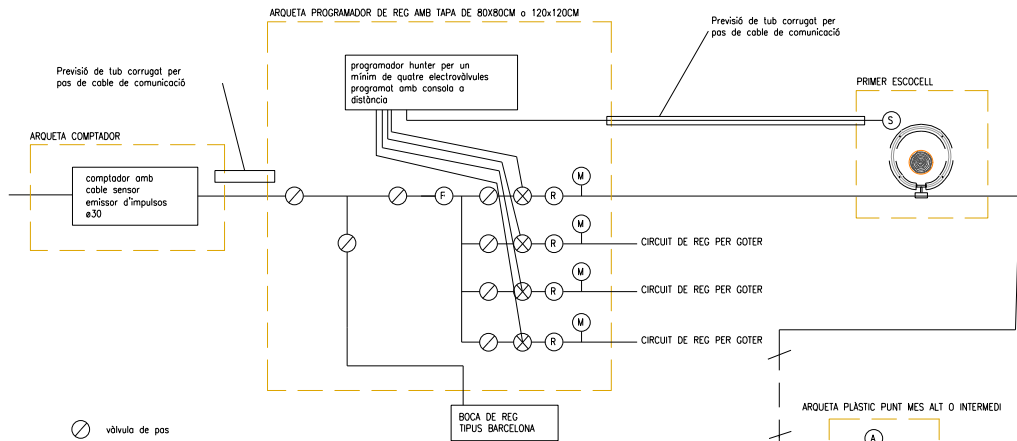 ARQUETA PROGRAMADOR DE REG AMB TAPA DE 80X80CM o 120x120CM
Previsió de tub corrugat per
pas de cable de comunicació
programador hunter per un
mínim de quatre electrovàlvules
programat amb consola a
distància
Previsió de tub corrugat per
pas de cable de comunicació
PRIMER ESCOCELL
S
ARQUETA COMPTADOR
comptador amb
cable sensor
emissor d'impulsos
ø30
F
R
M
R
M
CIRCUIT DE REG PER GOTER
R
M
CIRCUIT DE REG PER GOTER
R
M
CIRCUIT DE REG PER GOTER
BOCA DE REG
TIPUS BARCELONA
vàlvula de pas
ARQUETA PLÀSTIC PUNT MES ALT O INTERMEDI
A